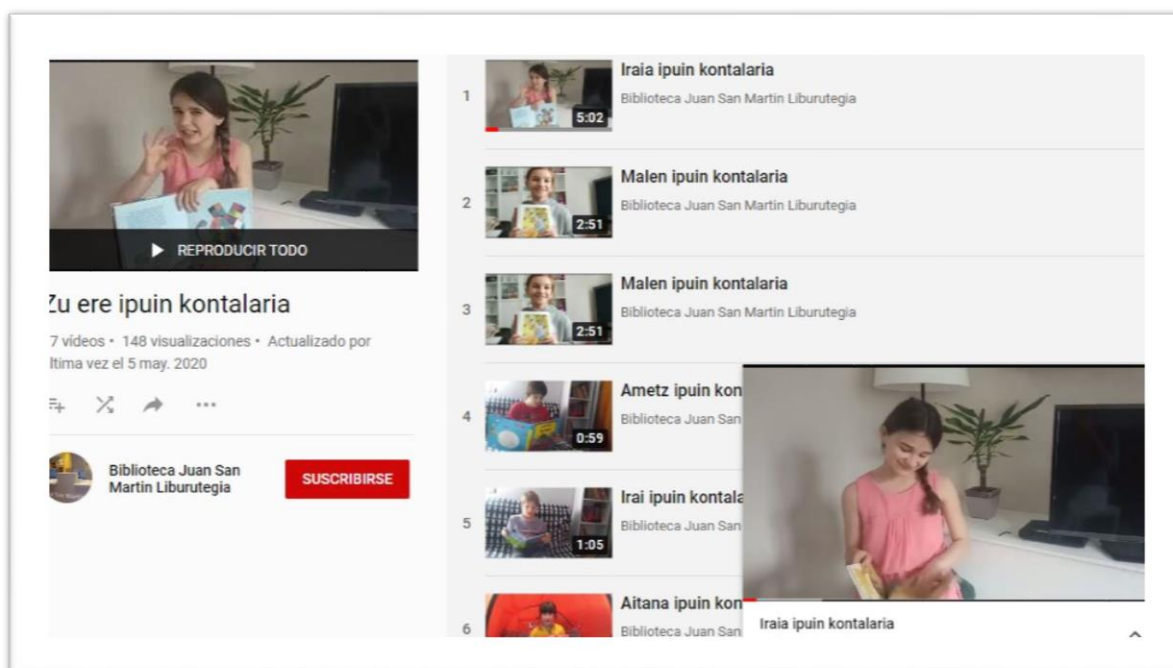 REPRODUCIR TODO
Zu ere ipuin kontalaria
7 vídeos • 148 visualizaciones • Actualizado por
ltima vez el 5 may. 2020
Biblioteca Juan San
Martin Liburutegia
SUSCRIBIRSE
1
5:02
Iraia ipuin kontalaria
Biblioteca Juan San Martin Liburutegia
2
2:51
Malen ipuin kontalaria
Biblioteca Juan San Martin Liburutegia
3
2:51
Malen ipuin kontalaria
Biblioteca Juan San Martin Liburutegia
4
0:59
Ametz ipuin kon
Biblioteca Juan San
5
1:05
Irai ipuin kontala
Biblioteca Juan San
6
Aitana ipuin kon
Biblioteca Juan San
Iraia ipuin kontalaria